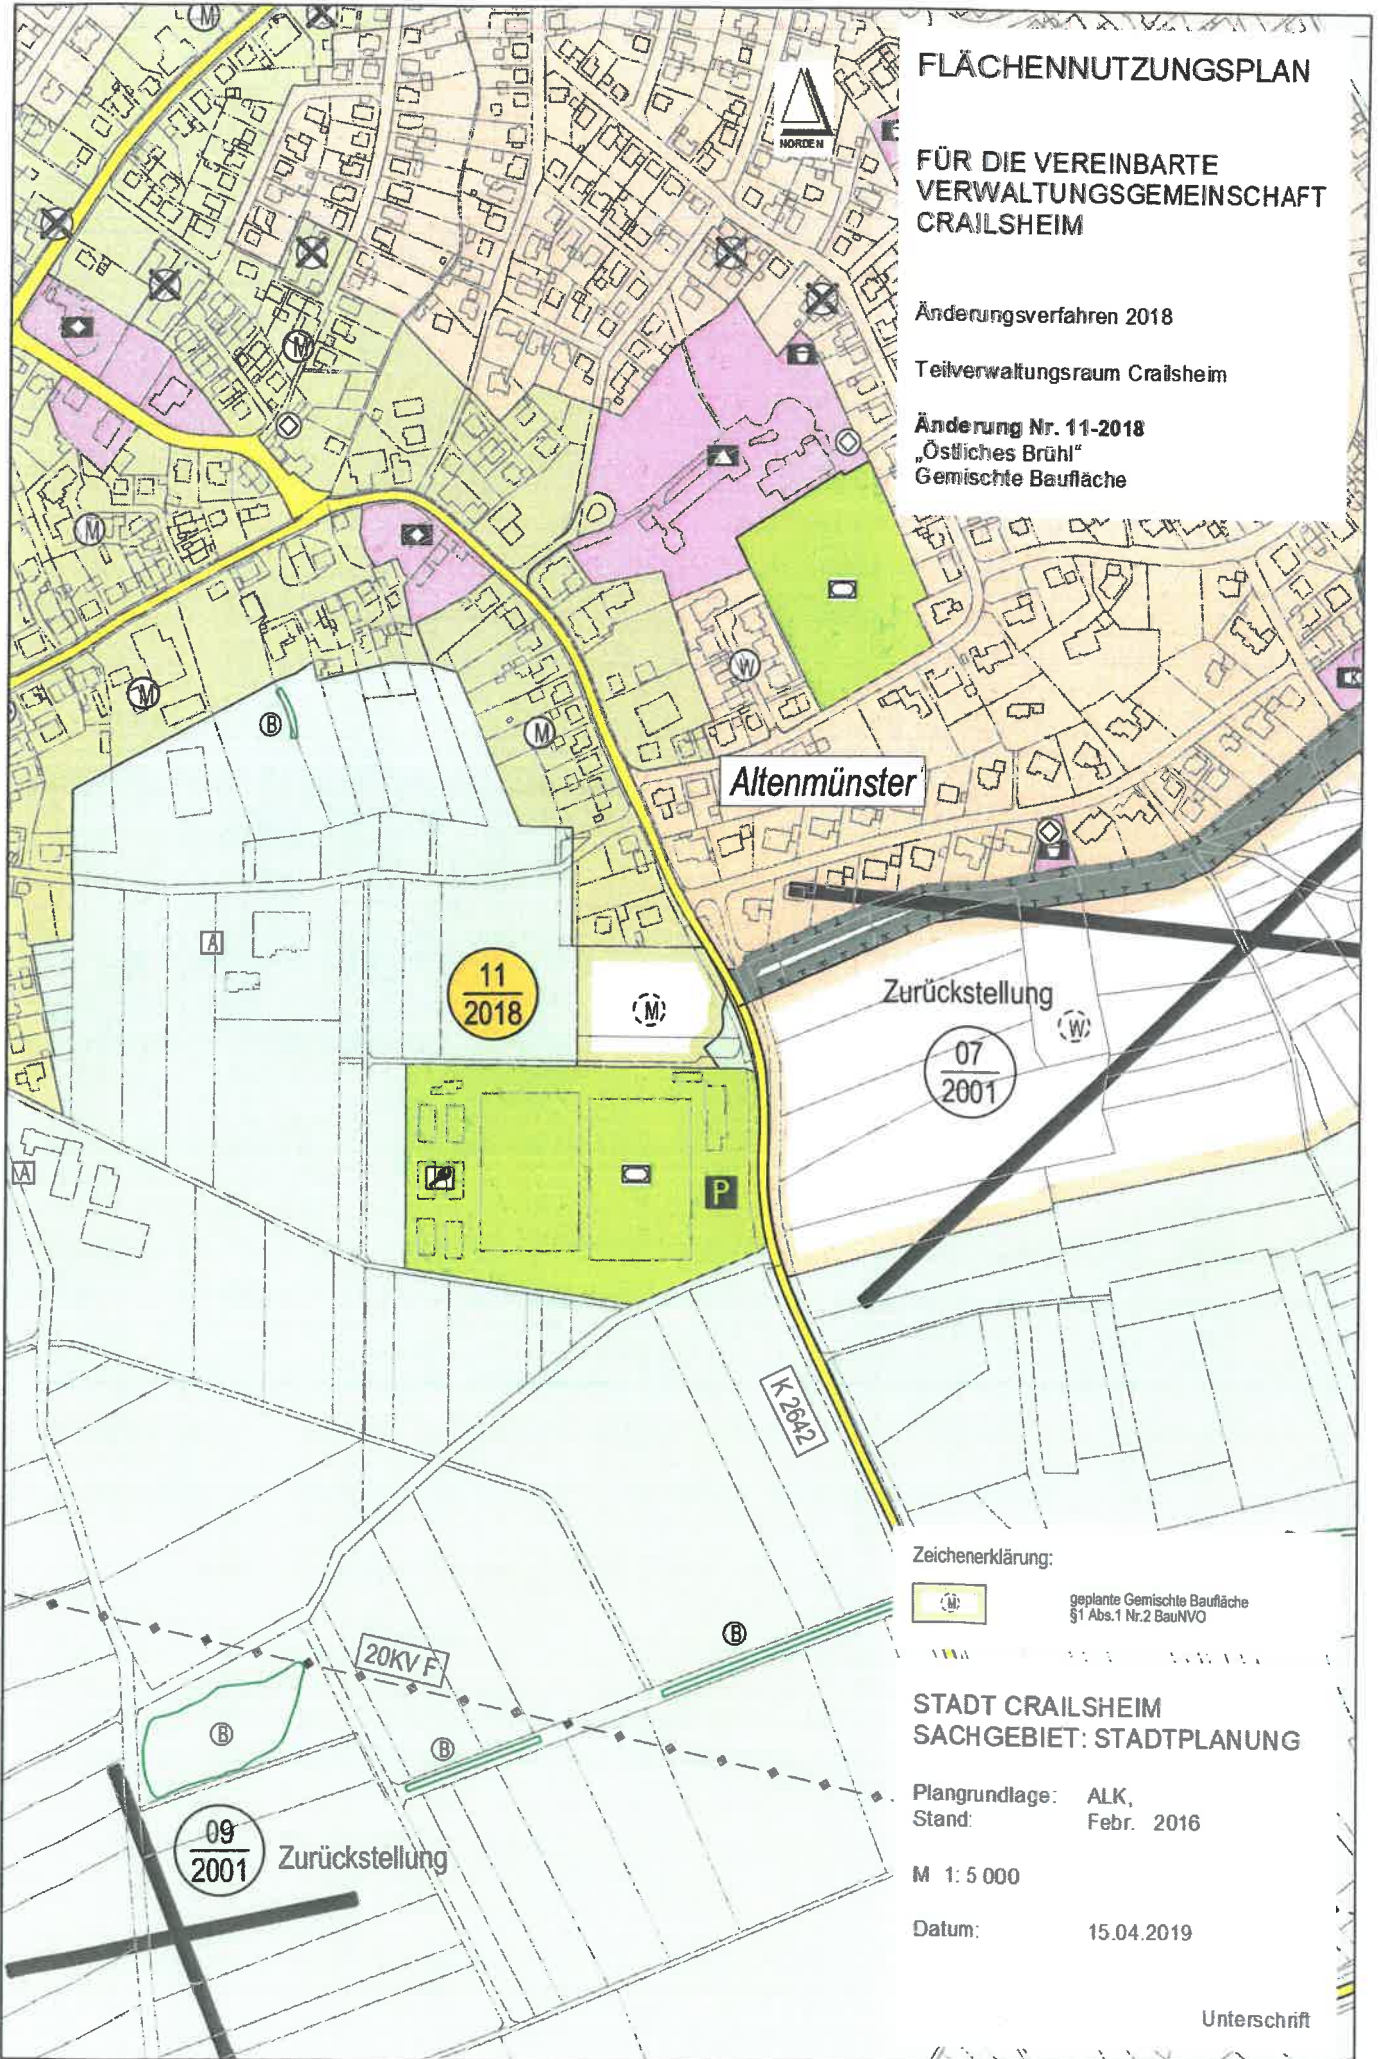 FLÄCHENNUTZUNGSPLAN
FÜR DIE VEREINBARTE
VERWALTUNGSGEMEINSCHAFT
CRAILSHEIM
Änderungsverfahren 2018
Teilverwaltungsraum Crailsheim
Änderung Nr. 11-2018
„Östliches Brühl“
Gemischte Baufläche
NORDEN
M
M
M
M
M
W
B
Altenmünster
K
A
11
2018
M
Zurückstellung
W
07
2001
A
P
K 2642
20KV F
B
B
B
09
2001
Zurückstellung
Zeichenerklärung:
M
geplante Gemischte Baufläche
§1 Abs.1 Nr.2 BauNVO
STADT CRAILSHEIM
SACHGEBIET: STADTPLANUNG
Plangrundlage: ALK,
Stand: Febr. 2016
M 1: 5 000
Datum: 15.04.2019
Unterschrift